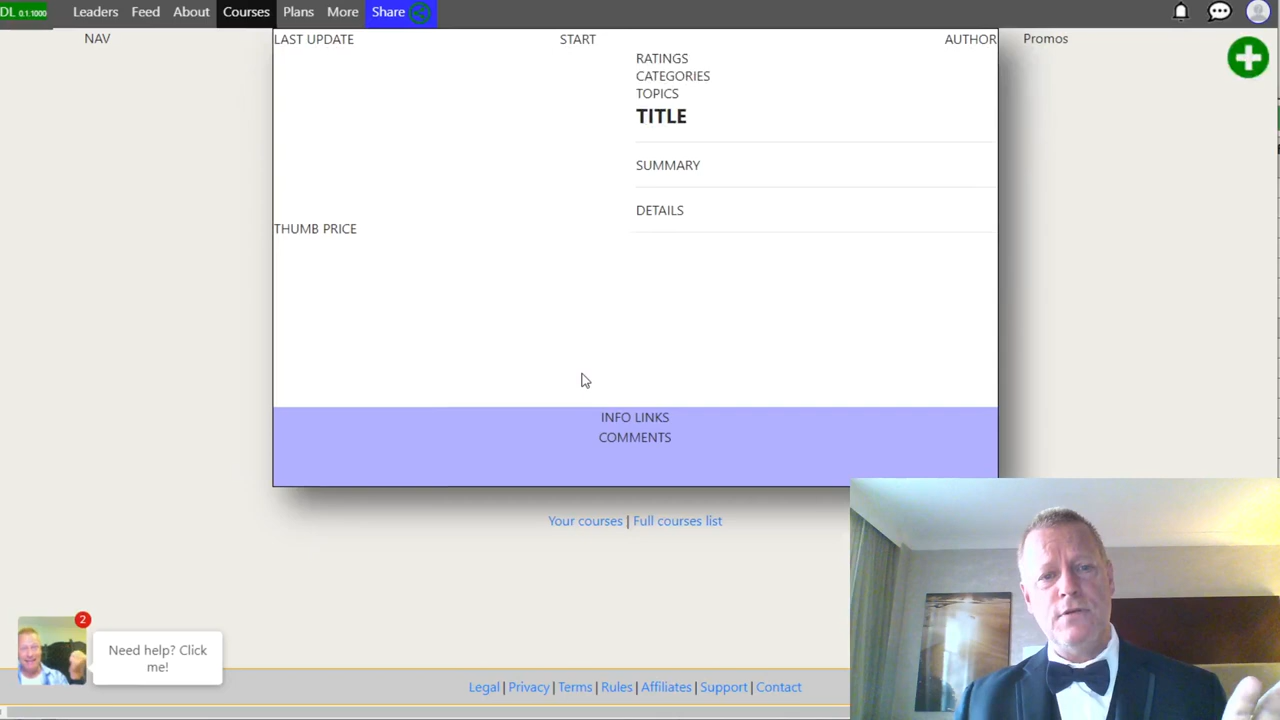 DL 0.1.1000 Leaders Feed About Courses Plans More Share
NAV
LAST UPDATE START AUTHOR
Promos
RATINGS
CATEGORIES
TOPICS
TITLE
SUMMARY
DETAILS
THUMB PRICE
INFO LINKS
COMMENTS
Your courses | Full courses list
2
Need help? Click
me!
Legal | Privacy | Terms | Rules | Affiliates | Support | Contact